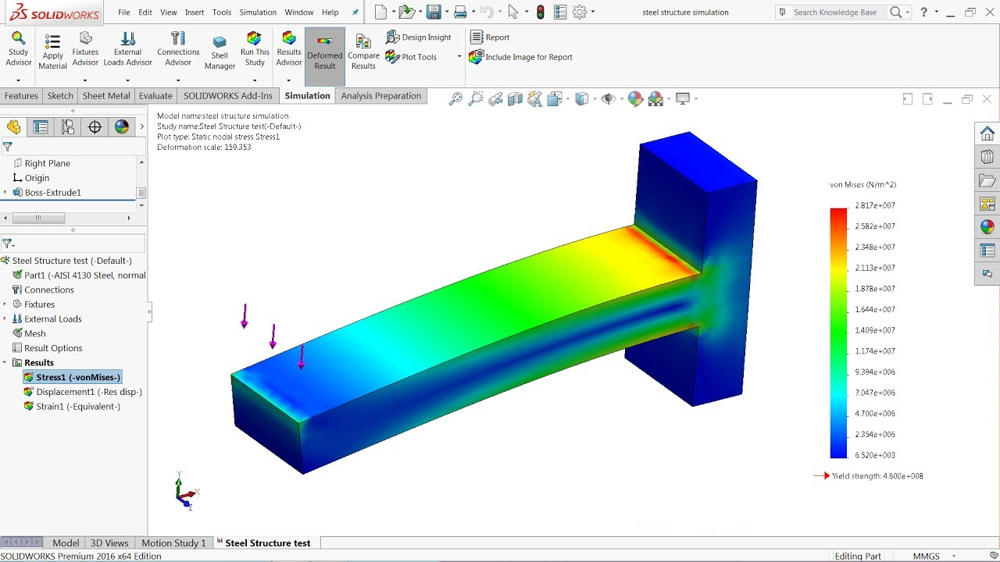 SOLIDWORKS
File Edit View Insert Tools Simulation Window Help
steel structure simulation
Search Knowledge Base
?
Study Advisor
Apply Material
Fixtures Advisor
External Loads Advisor
Connections Advisor
Shell Manager
Run This Study
Results Advisor
Deformed Result
Compare Results
Design Insight
Plot Tools
Report
Include Image for Report
Features Sketch Sheet Metal Evaluate SOLIDWORKS Add-Ins Simulation Analysis Preparation
Model name:steel structure simulation
Study name:Steel Structure test(-Default-)
Plot type: Static nodal stress Stress1
Deformation scale: 159.353
Right Plane
Origin
Boss-Extrude1
Steel Structure test (-Default-)
Part1 (-AISI 4130 Steel, normal
Connections
Fixtures
External Loads
Mesh
Result Options
Results
Stress1 (-vonMises-)
Displacement1 (-Res disp-)
Strain1 (-Equivalent-)
von Mises (N/m^2)
2.817e+007
2.582e+007
2.348e+007
2.113e+007
1.878e+007
1.643e+007
1.409e+007
1.174e+007
9.394e+006
7.047e+006
4.700e+006
2.354e+006
6.520e+003
Yield strength: 4.600e+008
Y
X
Z
Model 3D Views Motion Study 1 Steel Structure test
SOLIDWORKS Premium 2016 x64 Edition
Editing Part
MMGS